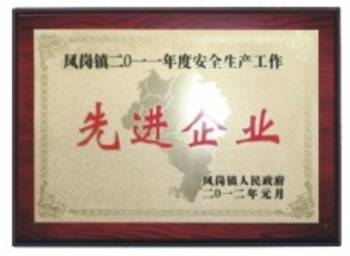 凤岗镇二〇一一年度安全生产工作
先进企业
凤岗镇人民政府
二〇一二年元月